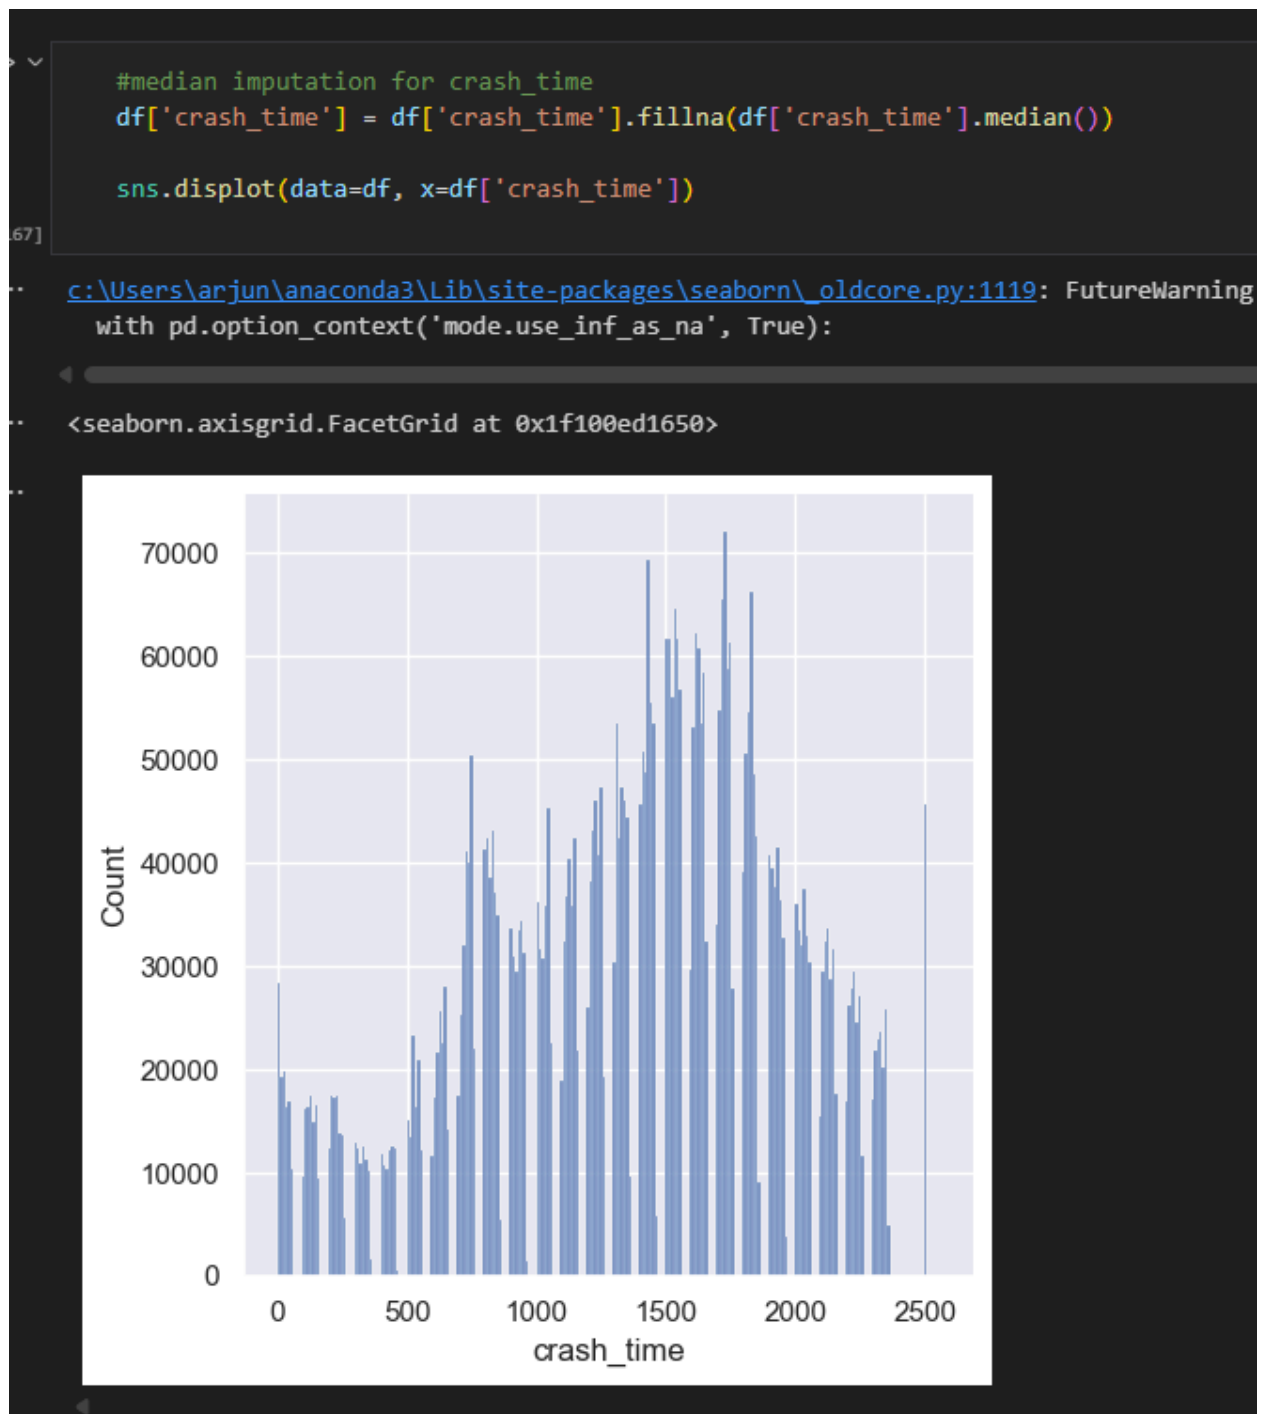 #median imputation for crash_time
df['crash_time'] = df['crash_time'].fillna(df['crash_time'].median())
sns.displot(data=df, x=df['crash_time'])
67]
c:\Users\arjun\anaconda3\Lib\site-packages\seaborn\_oldcore.py:1119: FutureWarning
with pd.option_context('mode.use_inf_as_na', True):
<seaborn.axisgrid.FacetGrid at 0x1f100ed1650>
70000
60000
50000
40000
30000
20000
10000
0
Count
0 500 1000 1500 2000 2500
crash_time